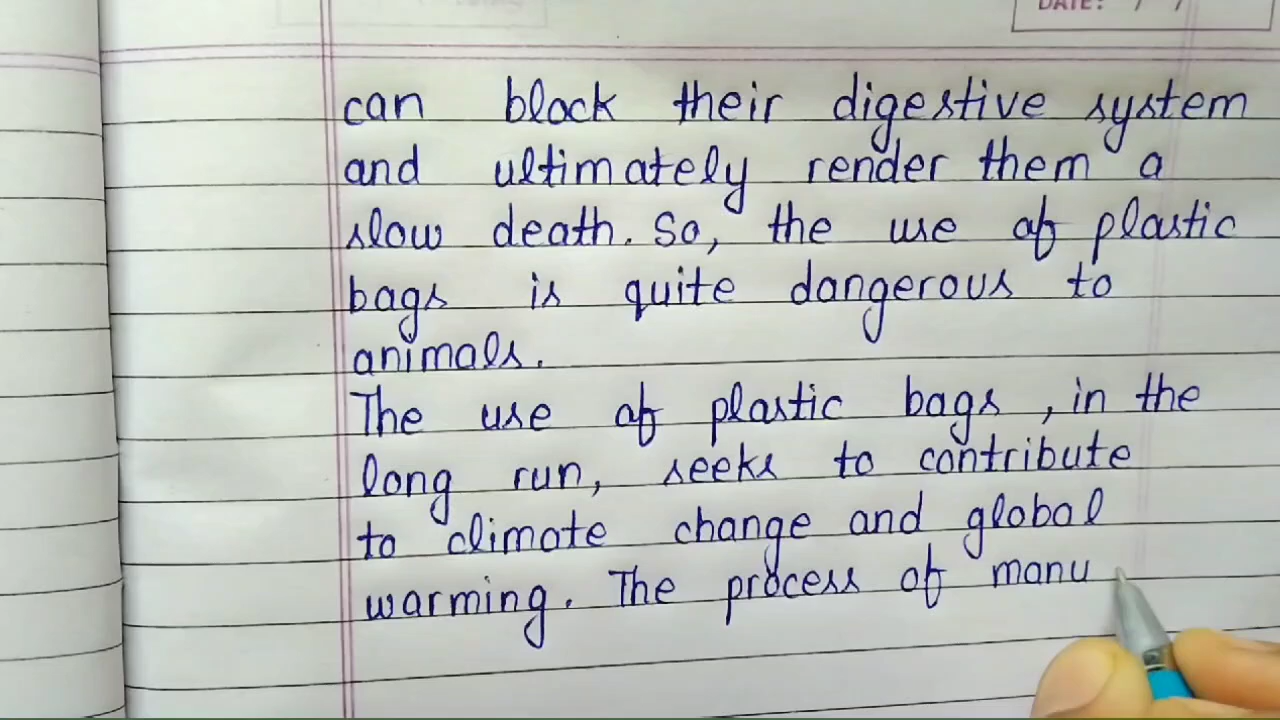 DATE: / /
can block their digestive system
and ultimately render them a
slow death. So, the use of plastic
bags is quite dangerous to
animals.
The use of plastic bags, in the
long run, seeks to contribute
to climate change and global
warming. The process of manu